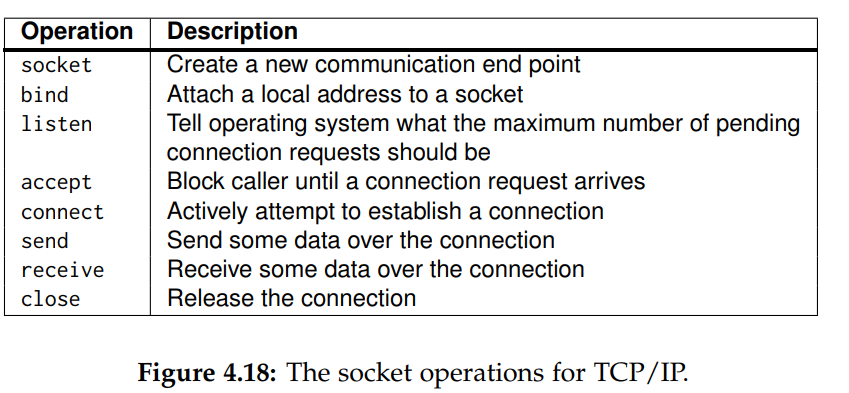 Operation Description
socket Create a new communication end point
bind Attach a local address to a socket
listen Tell operating system what the maximum number of pending
connection requests should be
accept Block caller until a connection request arrives
connect Actively attempt to establish a connection
send Send some data over the connection
receive Receive some data over the connection
close Release the connection
Figure 4.18: The socket operations for TCP/IP.